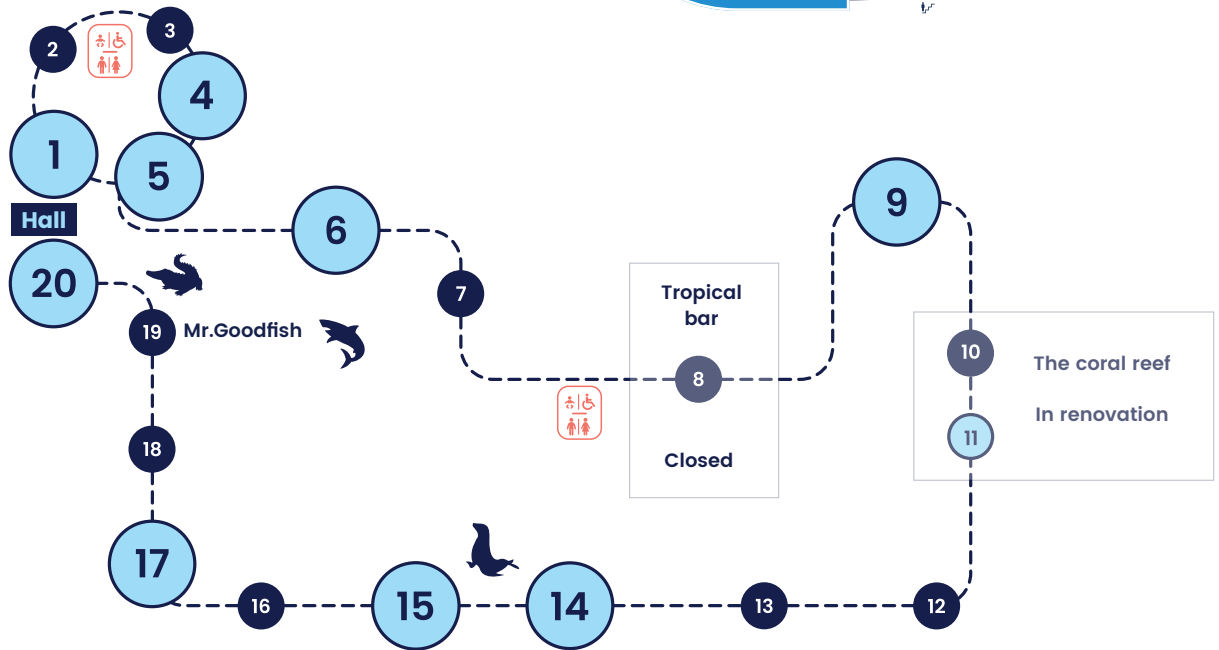 2
3
4
1
5
Hall
20
6
9
7
Tropical
bar
19 Mr.Goodfish
10
The coral reef
8
In renovation
11
18
Closed
17
16
15
14
13
12